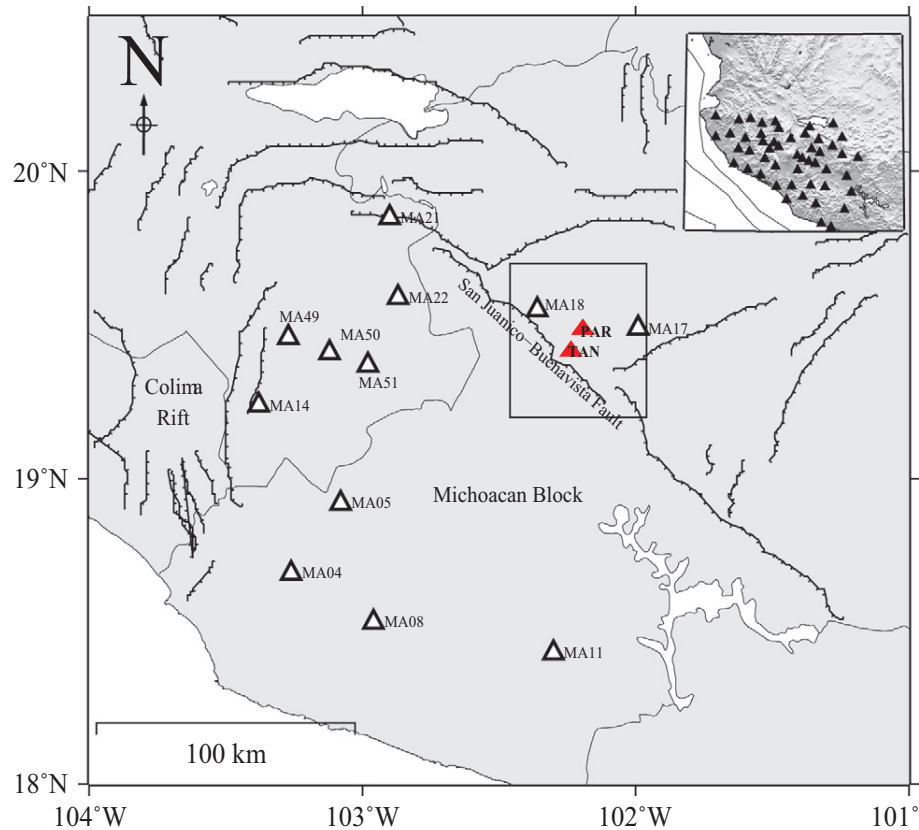 N
20˚N
MA21
MA22
MA18
San Juanico–Buenavista Fault
PAR
MA17
MA49
MA50
TAN
MA51
Colima
Rift
MA14
19˚N
Michoacan Block
MA05
MA04
MA08
MA11
100 km
18˚N
104˚W
103˚W
102˚W
101˚